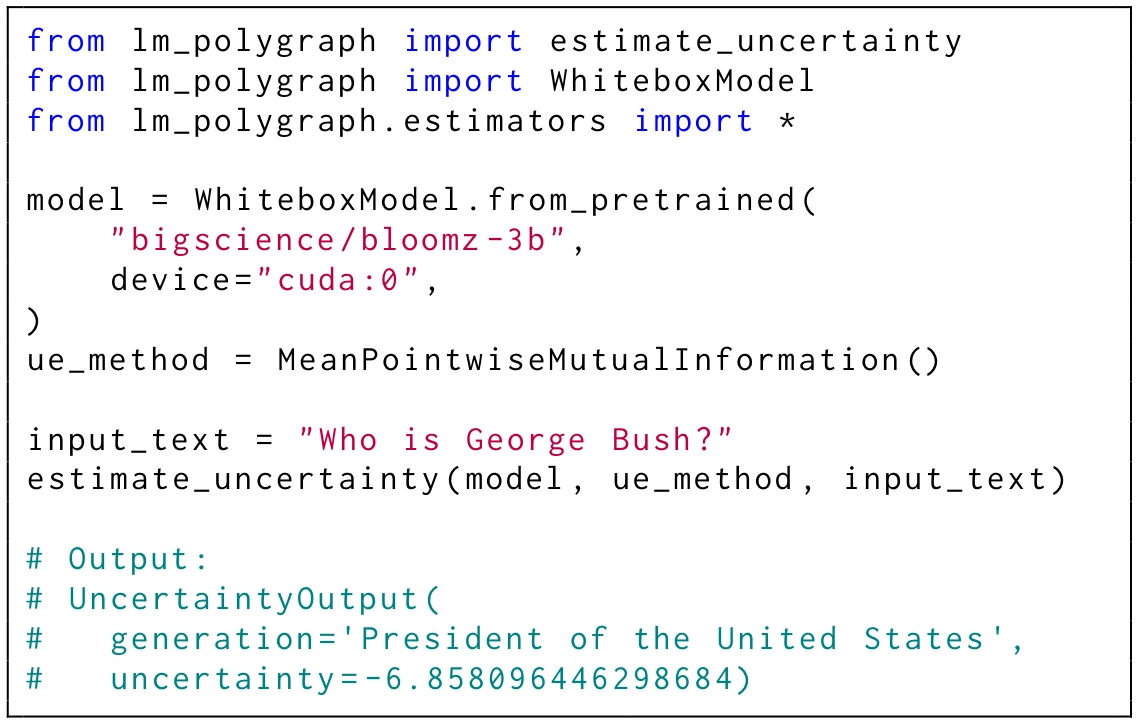 from lm_polygraph import estimate_uncertainty
from lm_polygraph import WhiteboxModel
from lm_polygraph.estimators import *

model = WhiteboxModel.from_pretrained(
    "bigscience/bloomz-3b",
    device="cuda:0",
)
ue_method = MeanPointwiseMutualInformation()

input_text = "Who is George Bush?"
estimate_uncertainty(model, ue_method, input_text)

# Output:
# UncertaintyOutput(
#   generation='President of the United States',
#   uncertainty=-6.858096446298684)